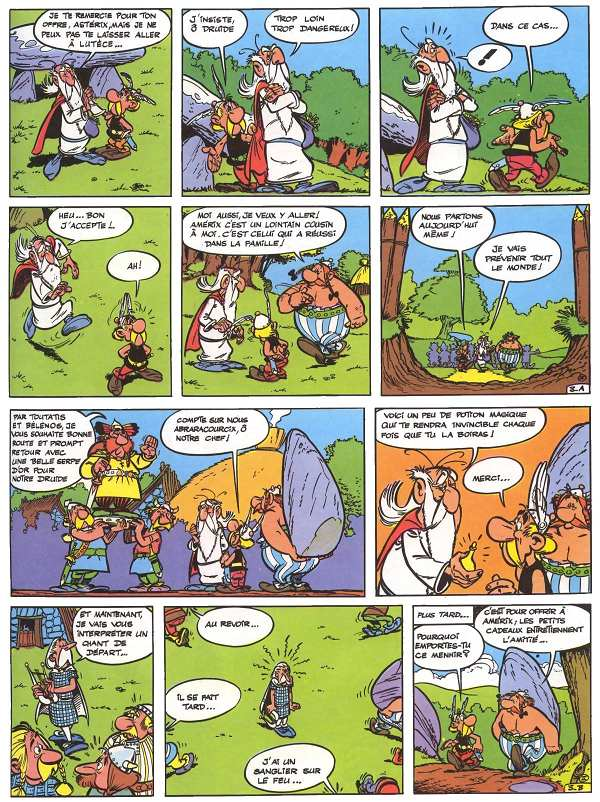 JE TE REMERCIE POUR TON
OFFRE, ASTÉRIX, MAIS JE NE
PEUX PAS TE LAISSER ALLER
À LUTÈCE...
J'INSISTE,
Ô DRUIDE
TROP LOIN
TROP DANGEREUX!
!
DANS CE CAS...
HEU... BON
J'ACCEPTE!
AH!
MOI AUSSI, JE VEUX Y ALLER!
AMÉRIX C'EST UN LOINTAIN COUSIN
À MOI. C'EST CELUI QUI A RÉUSSI
DANS LA FAMILLE!
NOUS PARTONS
AUJOURD'HUI
MÊME!
JE VAIS
PRÉVENIR TOUT
LE MONDE!
3.A
PAR TOUTATIS
ET BÉLÉNOS, JE
VOUS SOUHAITE BONNE
ROUTE ET PROMPT
RETOUR AVEC
UNE BELLE SERPE
D'OR POUR
NOTRE DRUIDE
COMPTE SUR NOUS
ABRARACOURCIX, Ô
NOTRE CHEF!
VOICI UN PEU DE POTION MAGIQUE
QUI TE RENDRA INVINCIBLE CHAQUE
FOIS QUE TU LA BOIRAS!
MERCI...
ET MAINTENANT,
JE VAIS VOUS
INTERPRÉTER UN
CHANT DE
DÉPART...
AU REVOIR...
IL SE FAIT
TARD...
J'AI UN
SANGLIER SUR
LE FEU...
PLUS TARD...
POURQUOI
EMPORTES-TU
CE MENHIR?
C'EST POUR OFFRIR À
AMÉRIX; LES PETITS
CADEAUX ENTRETIENNENT
L'AMITIÉ...
3.B